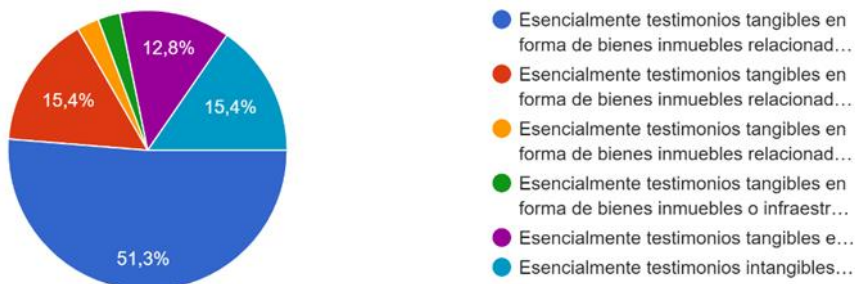 12,8%
15,4%
15,4%
51,3%
Esencialmente testimonios tangibles en
forma de bienes inmuebles relacionad…
Esencialmente testimonios tangibles en
forma de bienes inmuebles relacionad…
Esencialmente testimonios tangibles en
forma de bienes inmuebles relacionad…
Esencialmente testimonios tangibles en
forma de bienes inmuebles o infraestr…
Esencialmente testimonios tangibles e…
Esencialmente testimonios intangibles…